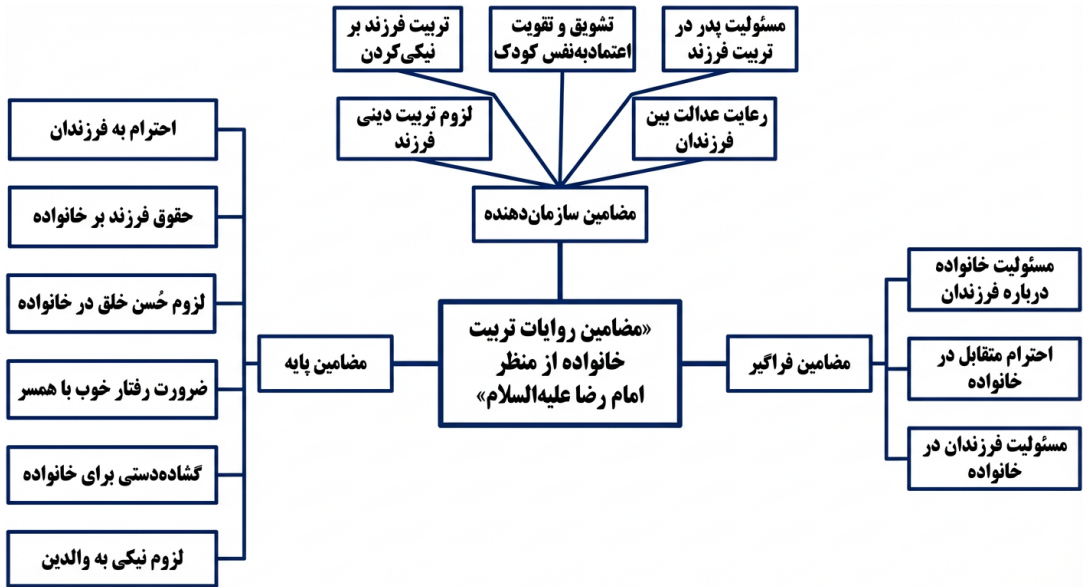 مسئولیت پدر در
تربیت فرزند
تشویق و تقویت
اعتمادبه‌نفس کودک
تربیت فرزند بر
نیکی‌کردن
رعایت عدالت بین
فرزندان
لزوم تربیت دینی
فرزند
مضامین سازمان‌دهنده
«مضامین روایات تربیت
خانواده از منظر
امام رضا علیه‌السلام»
مضامین فراگیر
مسئولیت خانواده
درباره فرزندان
احترام متقابل در
خانواده
مسئولیت فرزندان در
خانواده
مضامین پایه
احترام به فرزندان
حقوق فرزند بر خانواده
لزوم حُسن خلق در خانواده
ضرورت رفتار خوب با همسر
گشاده‌دستی برای خانواده
لزوم نیکی به والدین